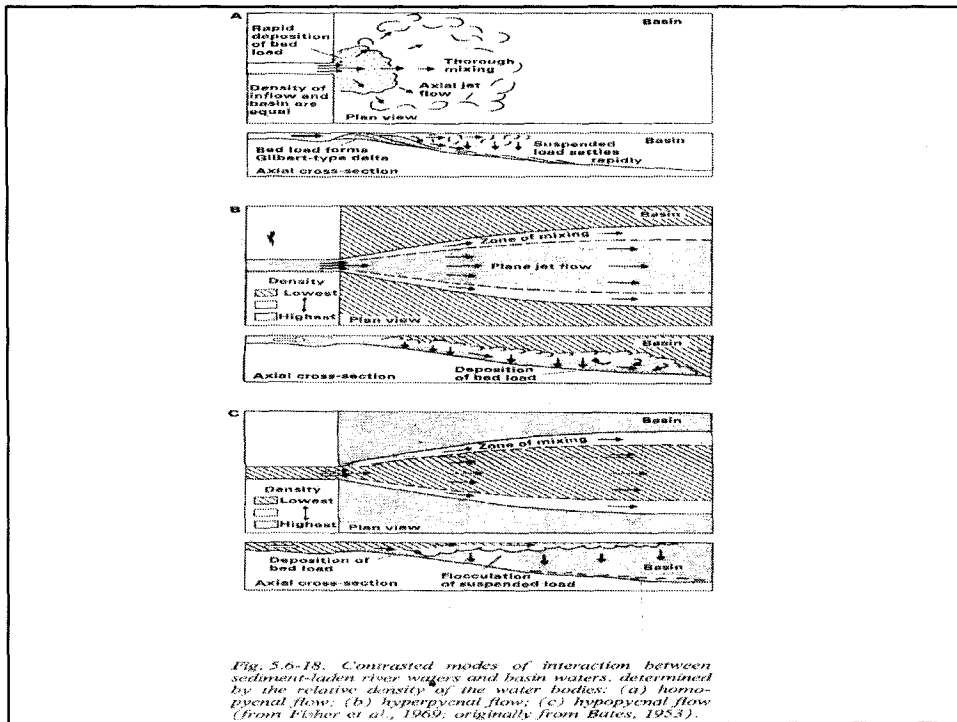 A
Basin
Rapid
deposition
of bed
load
Thorough
mixing
Axial jet
flow
Density of
inflow and
basin are
equal
Plan view
Bed load forms
Gilbert-type delta
Suspended
load settles
rapidly
Basin
Axial cross-section
B
Basin
Zone of mixing
Plane jet flow
Density
Lowest
Highest
Plan view
Basin
Axial cross-section
Deposition
of bed load
C
Basin
Zone of mixing
Density
Lowest
Highest
Plan view
Deposition of
bed load
Flocculation
of suspended load
Basin
Axial cross-section
Fig. 5.6-18. Contrasted modes of interaction between
sediment-laden river waters and basin waters, determined
by the relative density of the water bodies: (a) homo-
pycnal flow; (b) hyperpycnal flow; (c) hypopycnal flow
(from Fisher et al., 1969; originally from Bates, 1953).